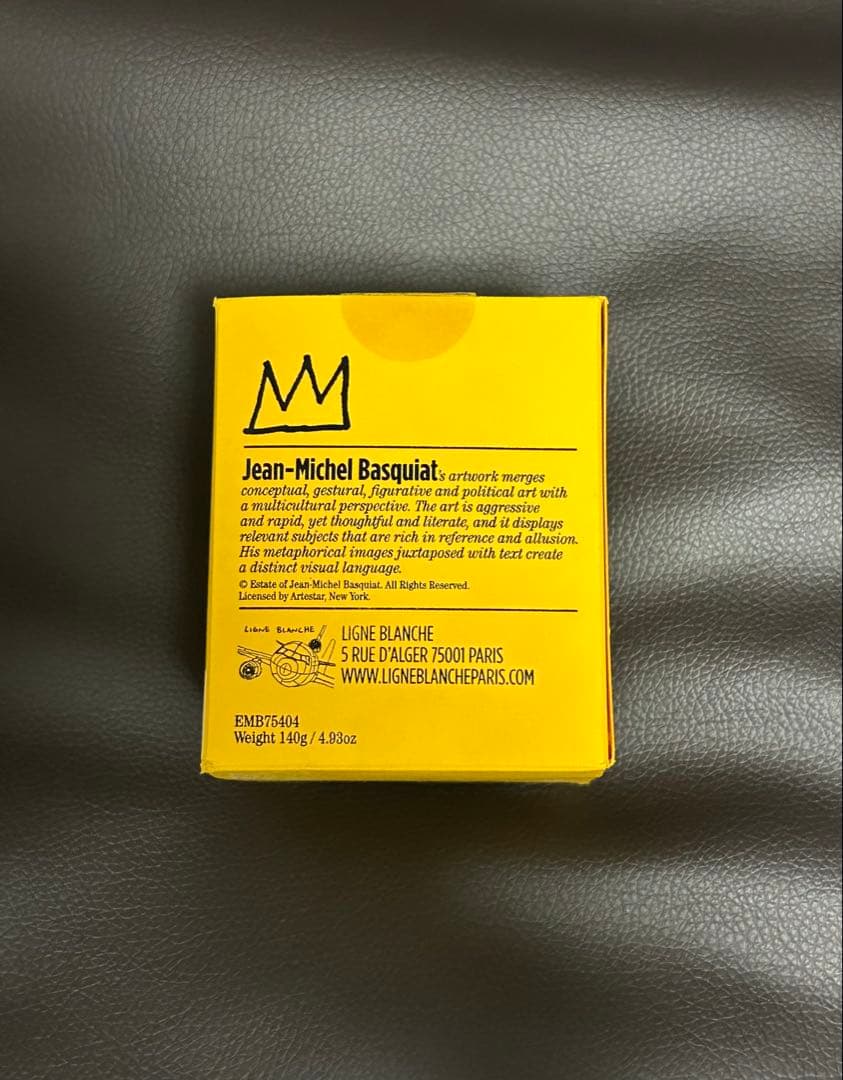 Jean-Michel Basquiat's artwork merges
conceptual, gestural, figurative and political art with
a multicultural perspective. The art is aggressive
and rapid, yet thoughtful and literate, and it displays
relevant subjects that are rich in reference and allusion.
His metaphorical images juxtaposed with text create
a distinct visual language.
© Estate of Jean-Michel Basquiat. All Rights Reserved.
Licensed by Artestar, New York.
LIGNE BLANCHE
LIGNE BLANCHE
5 RUE D'ALGER 75001 PARIS
WWW.LIGNEBLANCHEPARIS.COM
EMB75404
Weight 140g / 4.93oz